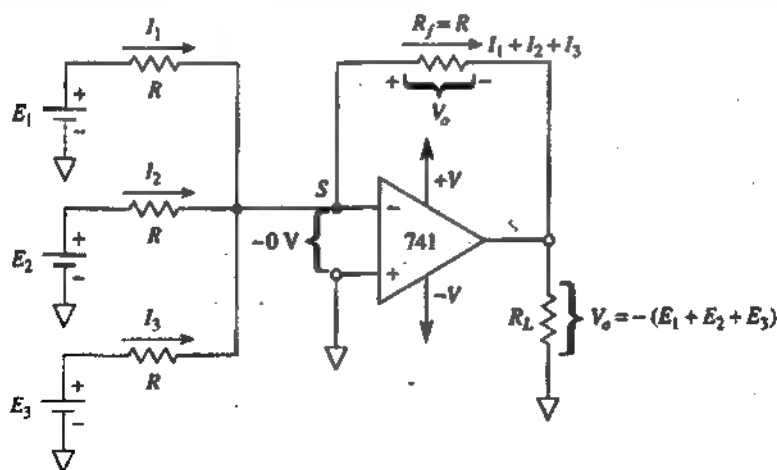 I1
Rf = R
I1 + I2 + I3
+
R
+ −
E1
−
Vo
I2
S
+V
+
R
−
~0 V
741
E2
−
+
−V
I3
RL
Vo = − (E1 + E2 + E3)
+
R
E3
−